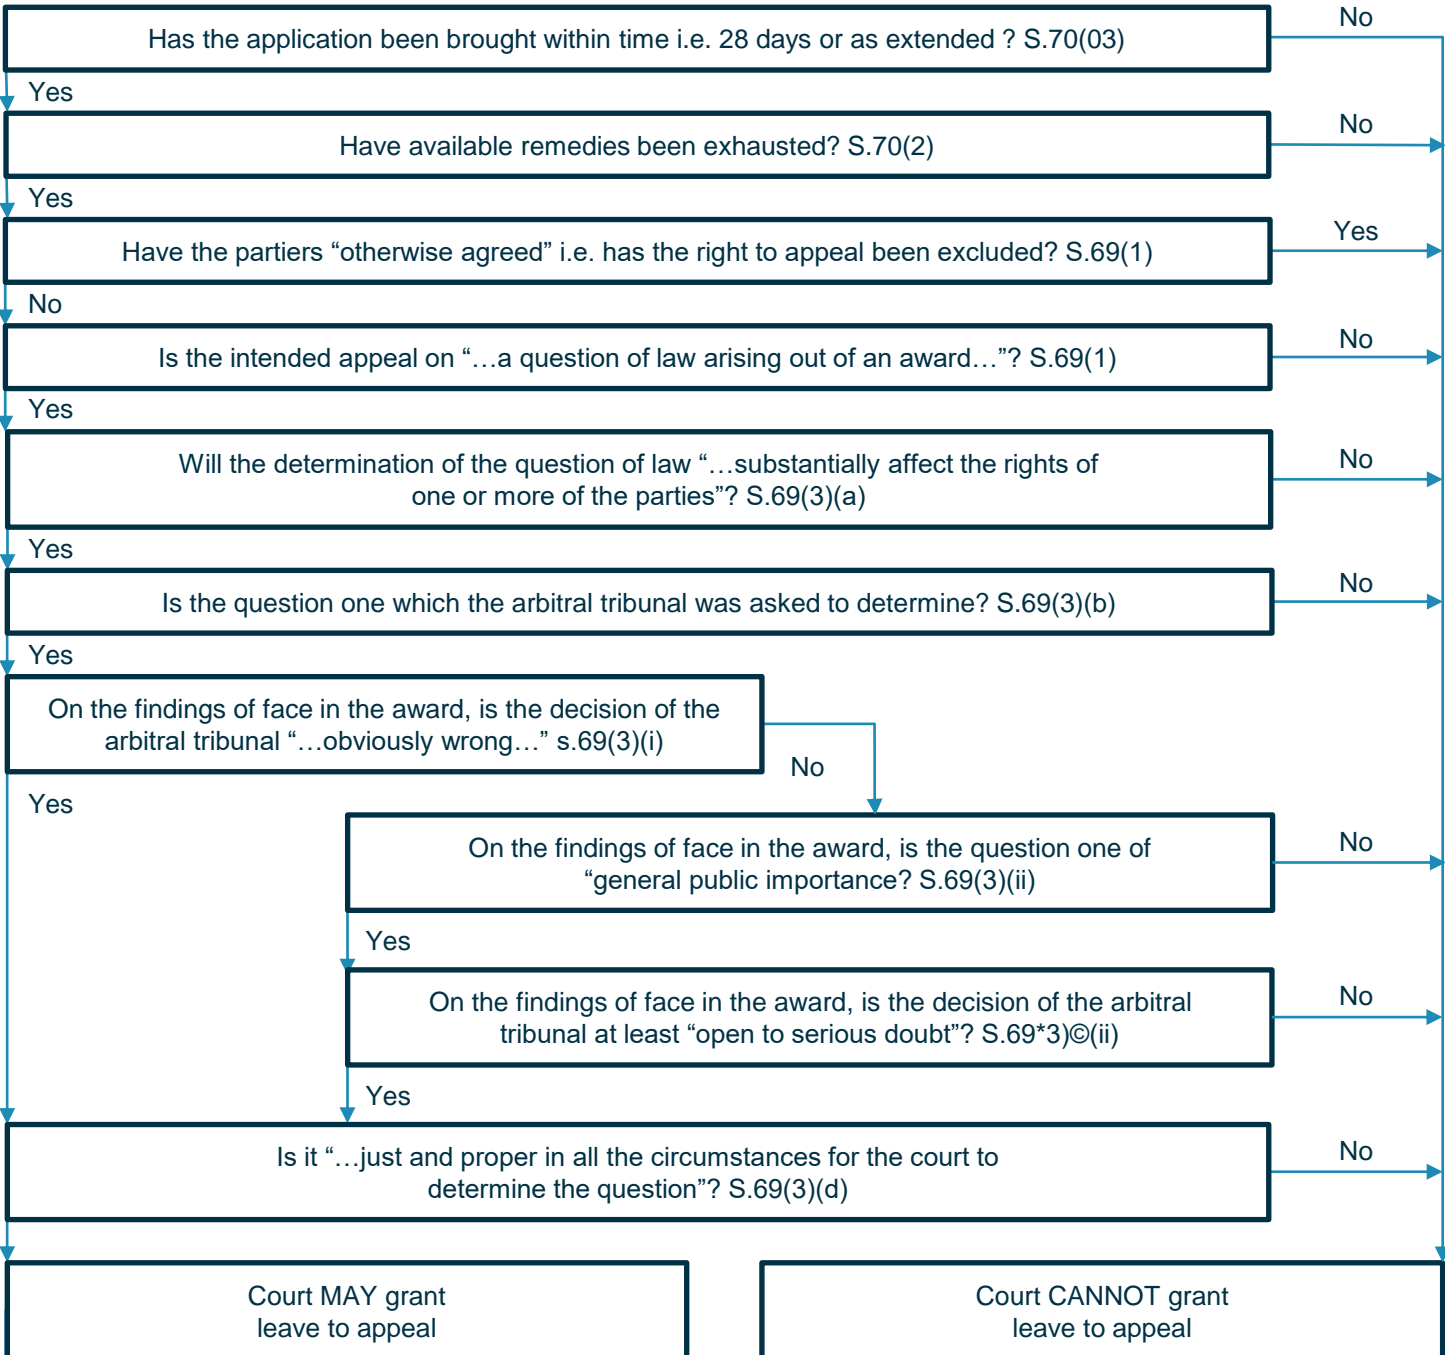 Has the application been brought within time i.e. 28 days or as extended ? S.70(03)
No
Yes
Have available remedies been exhausted? S.70(2)
No
Yes
Have the partiers “otherwise agreed” i.e. has the right to appeal been excluded? S.69(1)
Yes
No
Is the intended appeal on “…a question of law arising out of an award…”? S.69(1)
No
Yes
Will the determination of the question of law “…substantially affect the rights of
one or more of the parties”? S.69(3)(a)
No
Yes
Is the question one which the arbitral tribunal was asked to determine? S.69(3)(b)
No
Yes
On the findings of face in the award, is the decision of the
arbitral tribunal “…obviously wrong…” s.69(3)(i)
No
Yes
On the findings of face in the award, is the question one of
“general public importance? S.69(3)(ii)
No
Yes
On the findings of face in the award, is the decision of the arbitral
tribunal at least “open to serious doubt”? S.69*3)©(ii)
No
Yes
Is it “…just and proper in all the circumstances for the court to
determine the question”? S.69(3)(d)
No
Court MAY grant
leave to appeal
Court CANNOT grant
leave to appeal